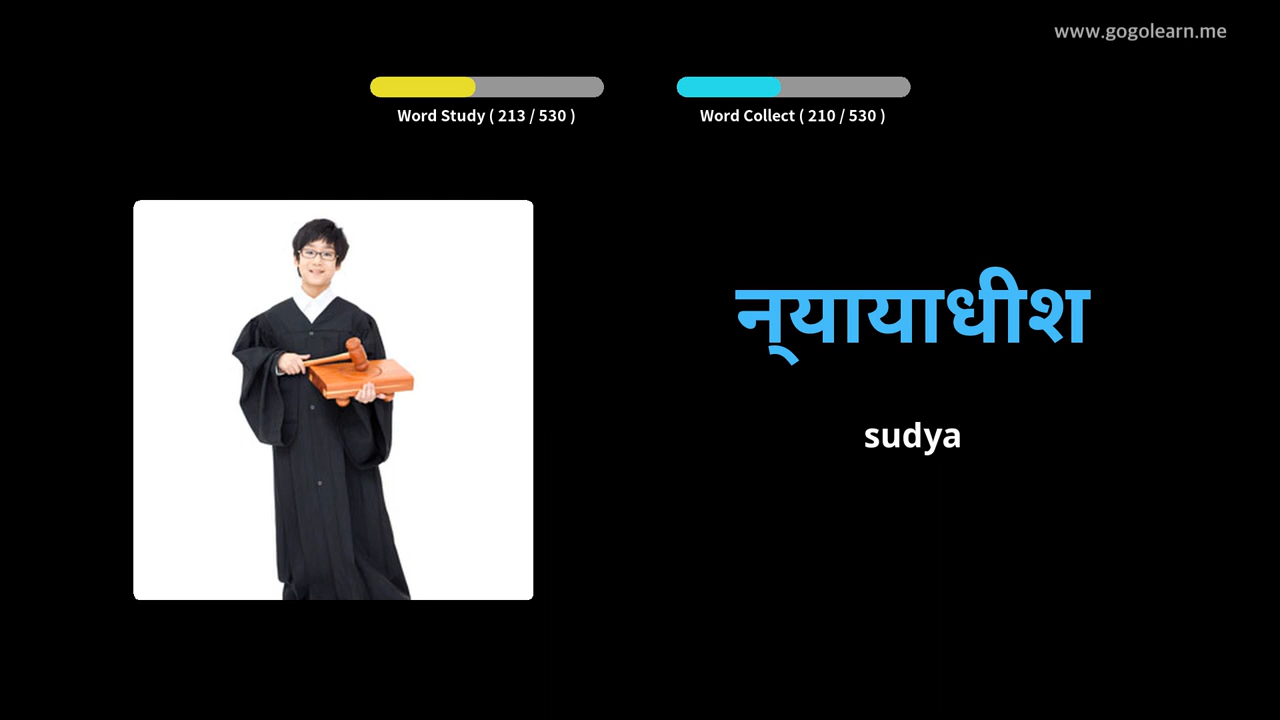 www.gogolearn.me
Word Study ( 213 / 530 )
Word Collect ( 210 / 530 )
न्‌यायाधीश
sudya